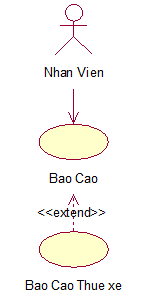 Nhan Vien
Bao Cao
<<extend>>
Bao Cao Thue xe